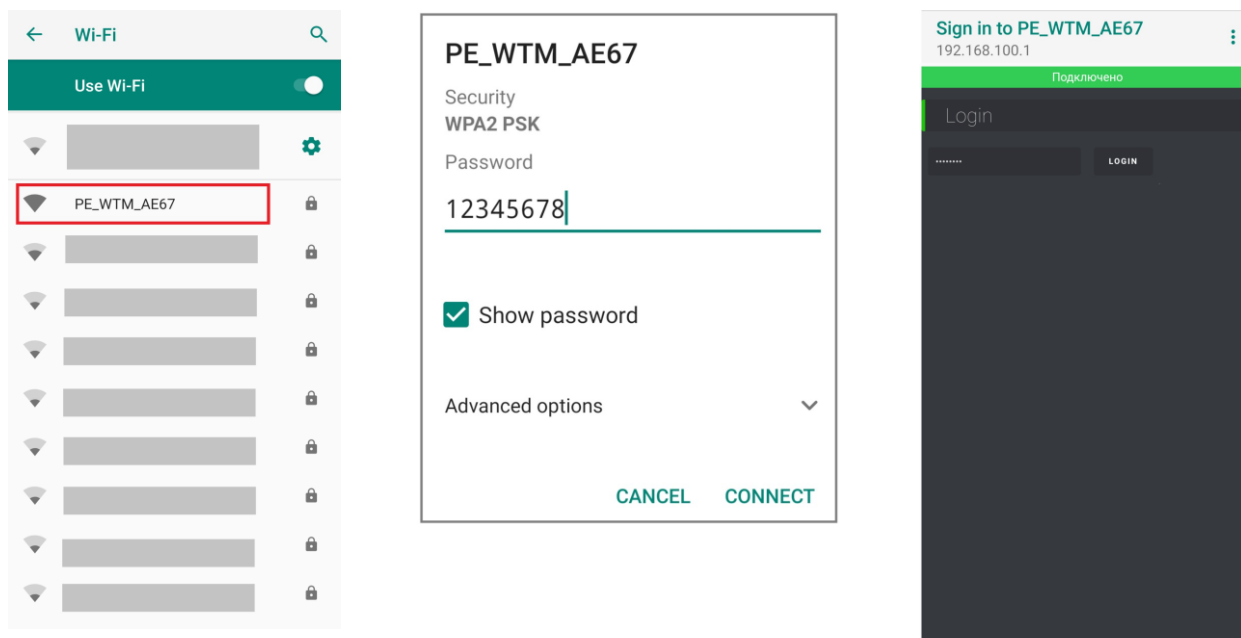 Wi-Fi
Use Wi-Fi
PE_WTM_AE67
PE_WTM_AE67
Security
WPA2 PSK
Password
12345678
Show password
Advanced options
CANCEL CONNECT
Sign in to PE_WTM_AE67
192.168.100.1
Подключено
Login
········
LOGIN